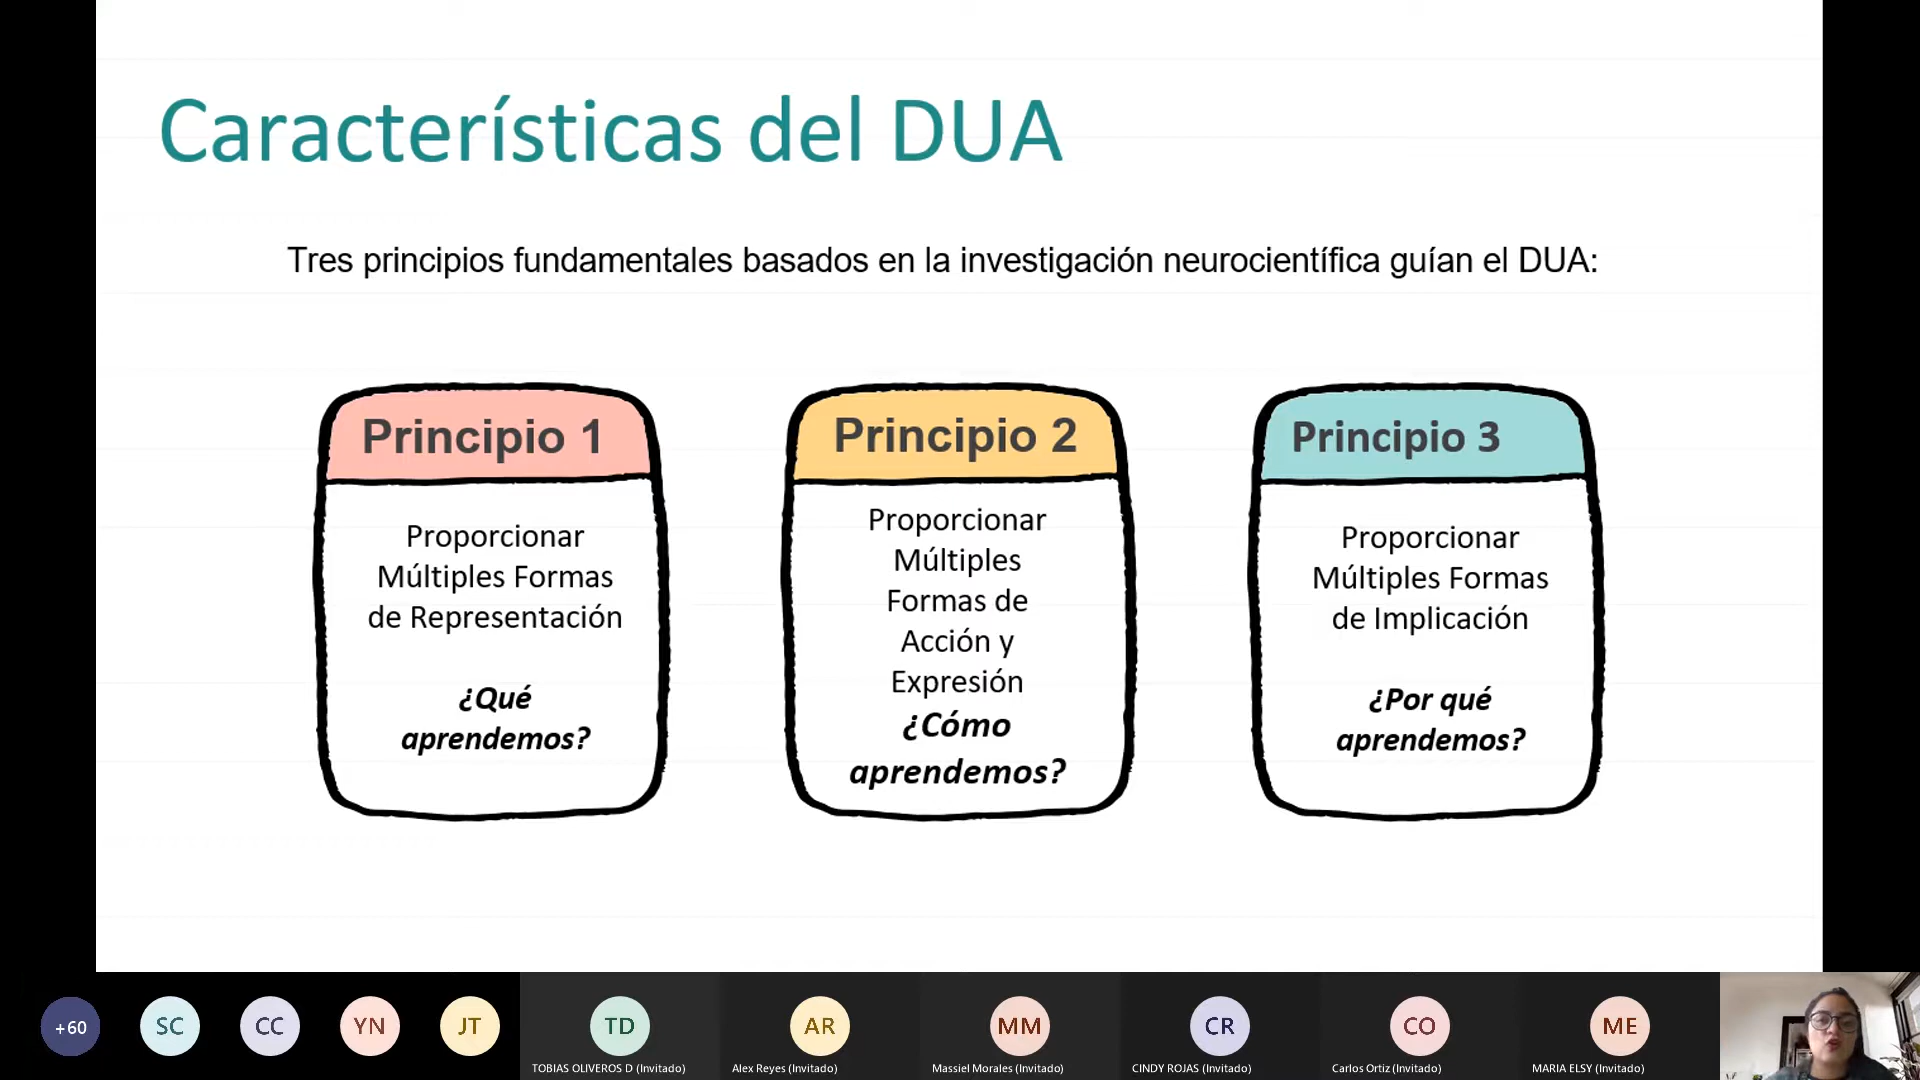 Características del DUA
Tres principios fundamentales basados en la investigación neurocientífica guían el DUA:
Principio 1
Proporcionar
Múltiples Formas
de Representación
¿Qué
aprendemos?
Principio 2
Proporcionar
Múltiples
Formas de
Acción y
Expresión
¿Cómo
aprendemos?
Principio 3
Proporcionar
Múltiples Formas
de Implicación
¿Por qué
aprendemos?
+60
SC
CC
YN
JT
TD
TOBIAS OLIVEROS D (Invitado)
AR
Alex Reyes (Invitado)
MM
Massiel Morales (Invitado)
CR
CINDY ROJAS (Invitado)
CO
Carlos Ortiz (Invitado)
ME
MARIA ELSY (Invitado)